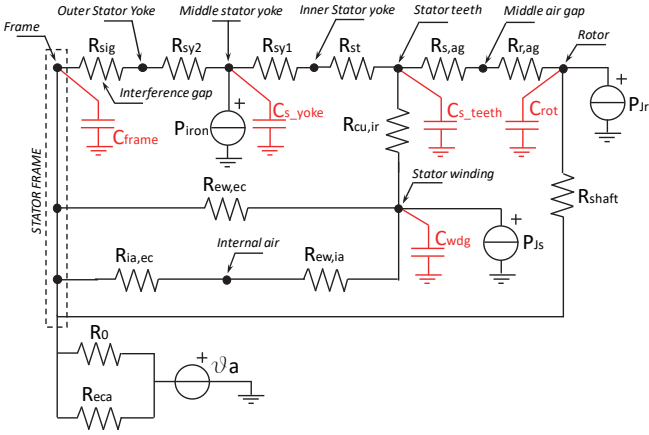 Frame
Outer Stator Yoke
Middle stator yoke
Inner Stator yoke
Stator teeth
Middle air gap
Rotor
Rsig
Rsy2
Rsy1
Rst
Rs,ag
Rr,ag
Interference gap
Cframe
Piron
Cs_yoke
Rcu,ir
Cs_teeth
Crot
PJr
Rew,ec
Stator winding
Rshaft
STATOR FRAME
Cwdg
PJs
Ria,ec
Internal air
Rew,ia
R0
Reca
+
+
+
+
+
ϑa